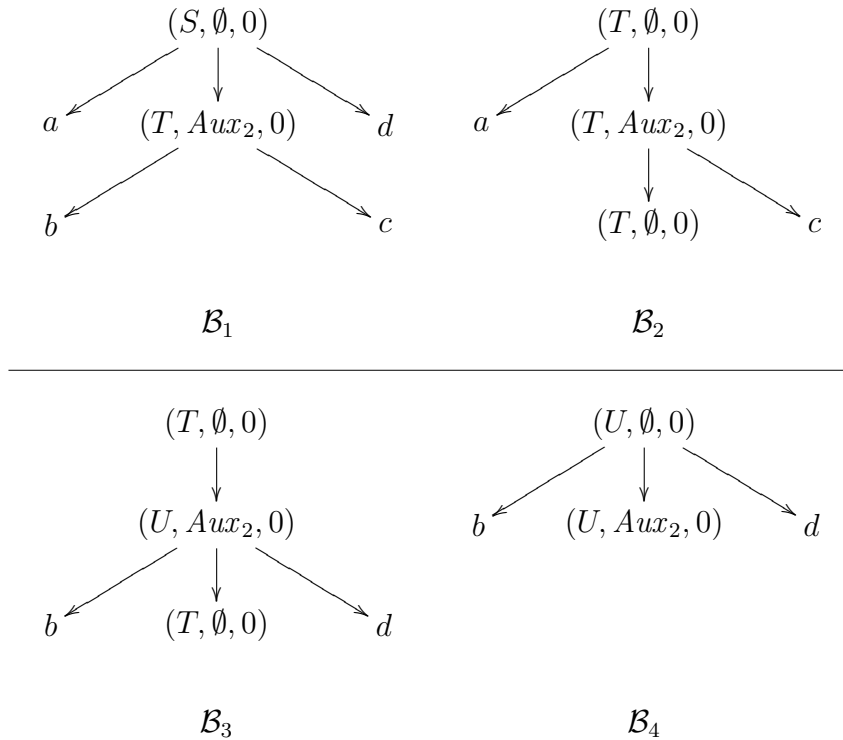 (S, ∅, 0) (T, ∅, 0)
a (T, Aux₂, 0) d a (T, Aux₂, 0)
b c (T, ∅, 0) c
ℬ₁ ℬ₂
(T, ∅, 0) (U, ∅, 0)
(U, Aux₂, 0) b (U, Aux₂, 0) d
b (T, ∅, 0) d
ℬ₃ ℬ₄